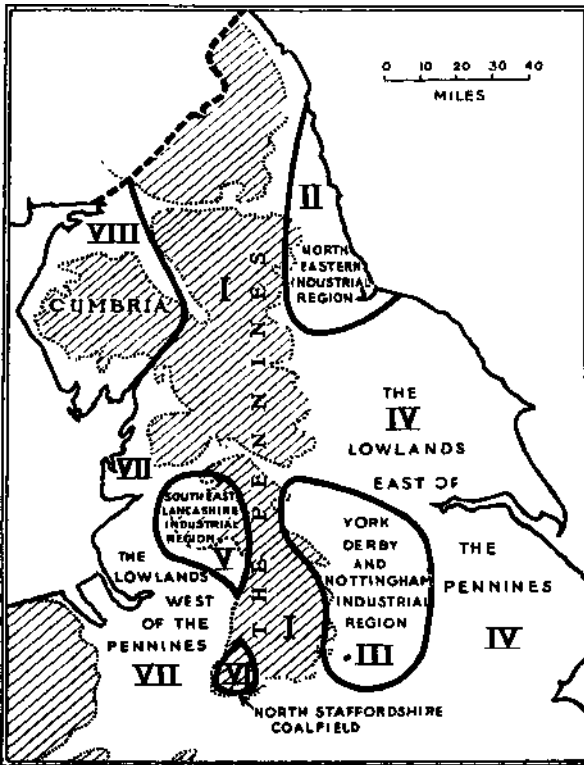 0 10 20 30 40
MILES
II
NORTH
EASTERN
INDUSTRIAL
REGION
VIII
CUMBRIA
I
THE PENNINES
THE
IV
LOWLANDS
EAST OF
THE
PENNINES
IV
VII
SOUTH EAST
LANCASHIRE
INDUSTRIAL
REGION
V
THE
LOWLANDS
WEST
OF THE
PENNINES
VII
I
YORK
DERBY
AND
NOTTINGHAM
INDUSTRIAL
REGION
III
VI
NORTH STAFFORDSHIRE
COALFIELD